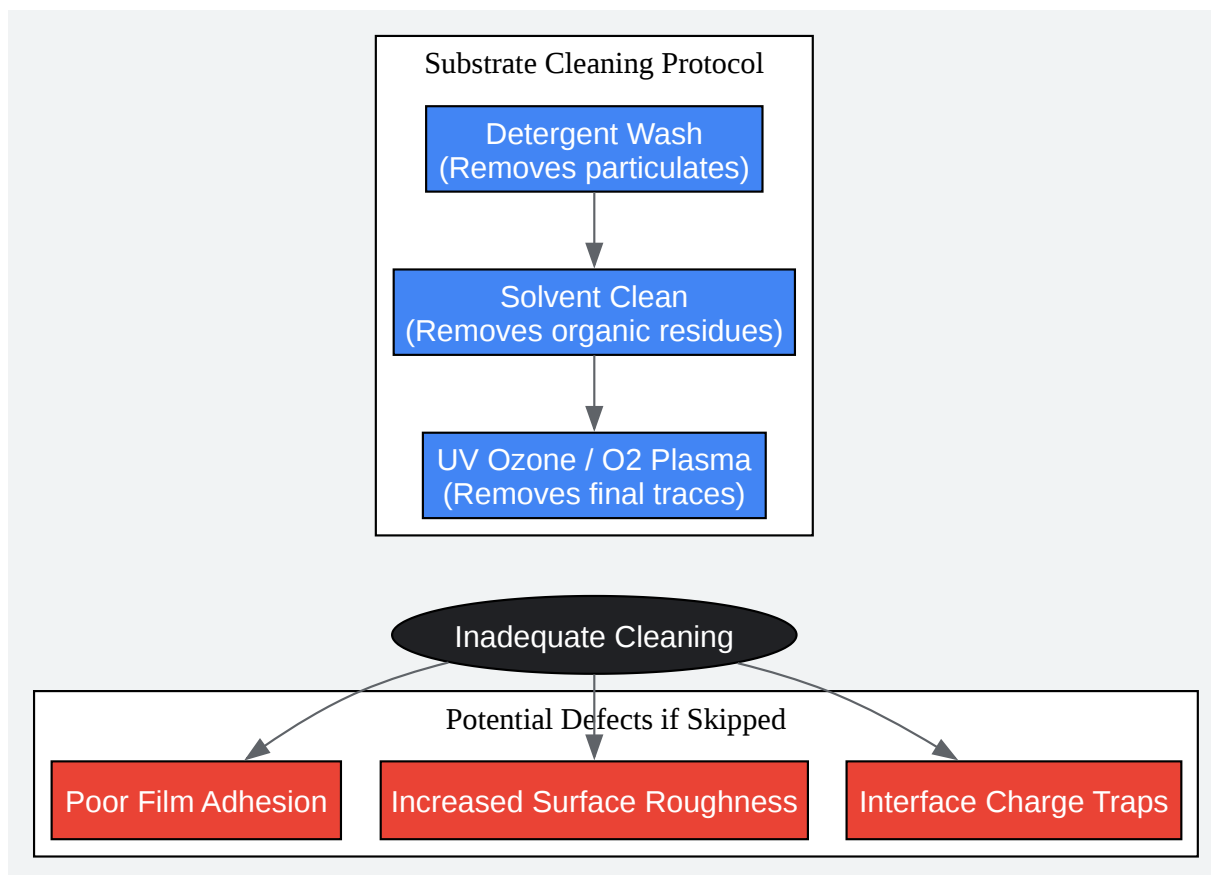 Substrate Cleaning Protocol
Detergent Wash
(Removes particulates)
Solvent Clean
(Removes organic residues)
UV Ozone / O2 Plasma
(Removes final traces)
Inadequate Cleaning
Potential Defects if Skipped
Poor Film Adhesion
Increased Surface Roughness
Interface Charge Traps